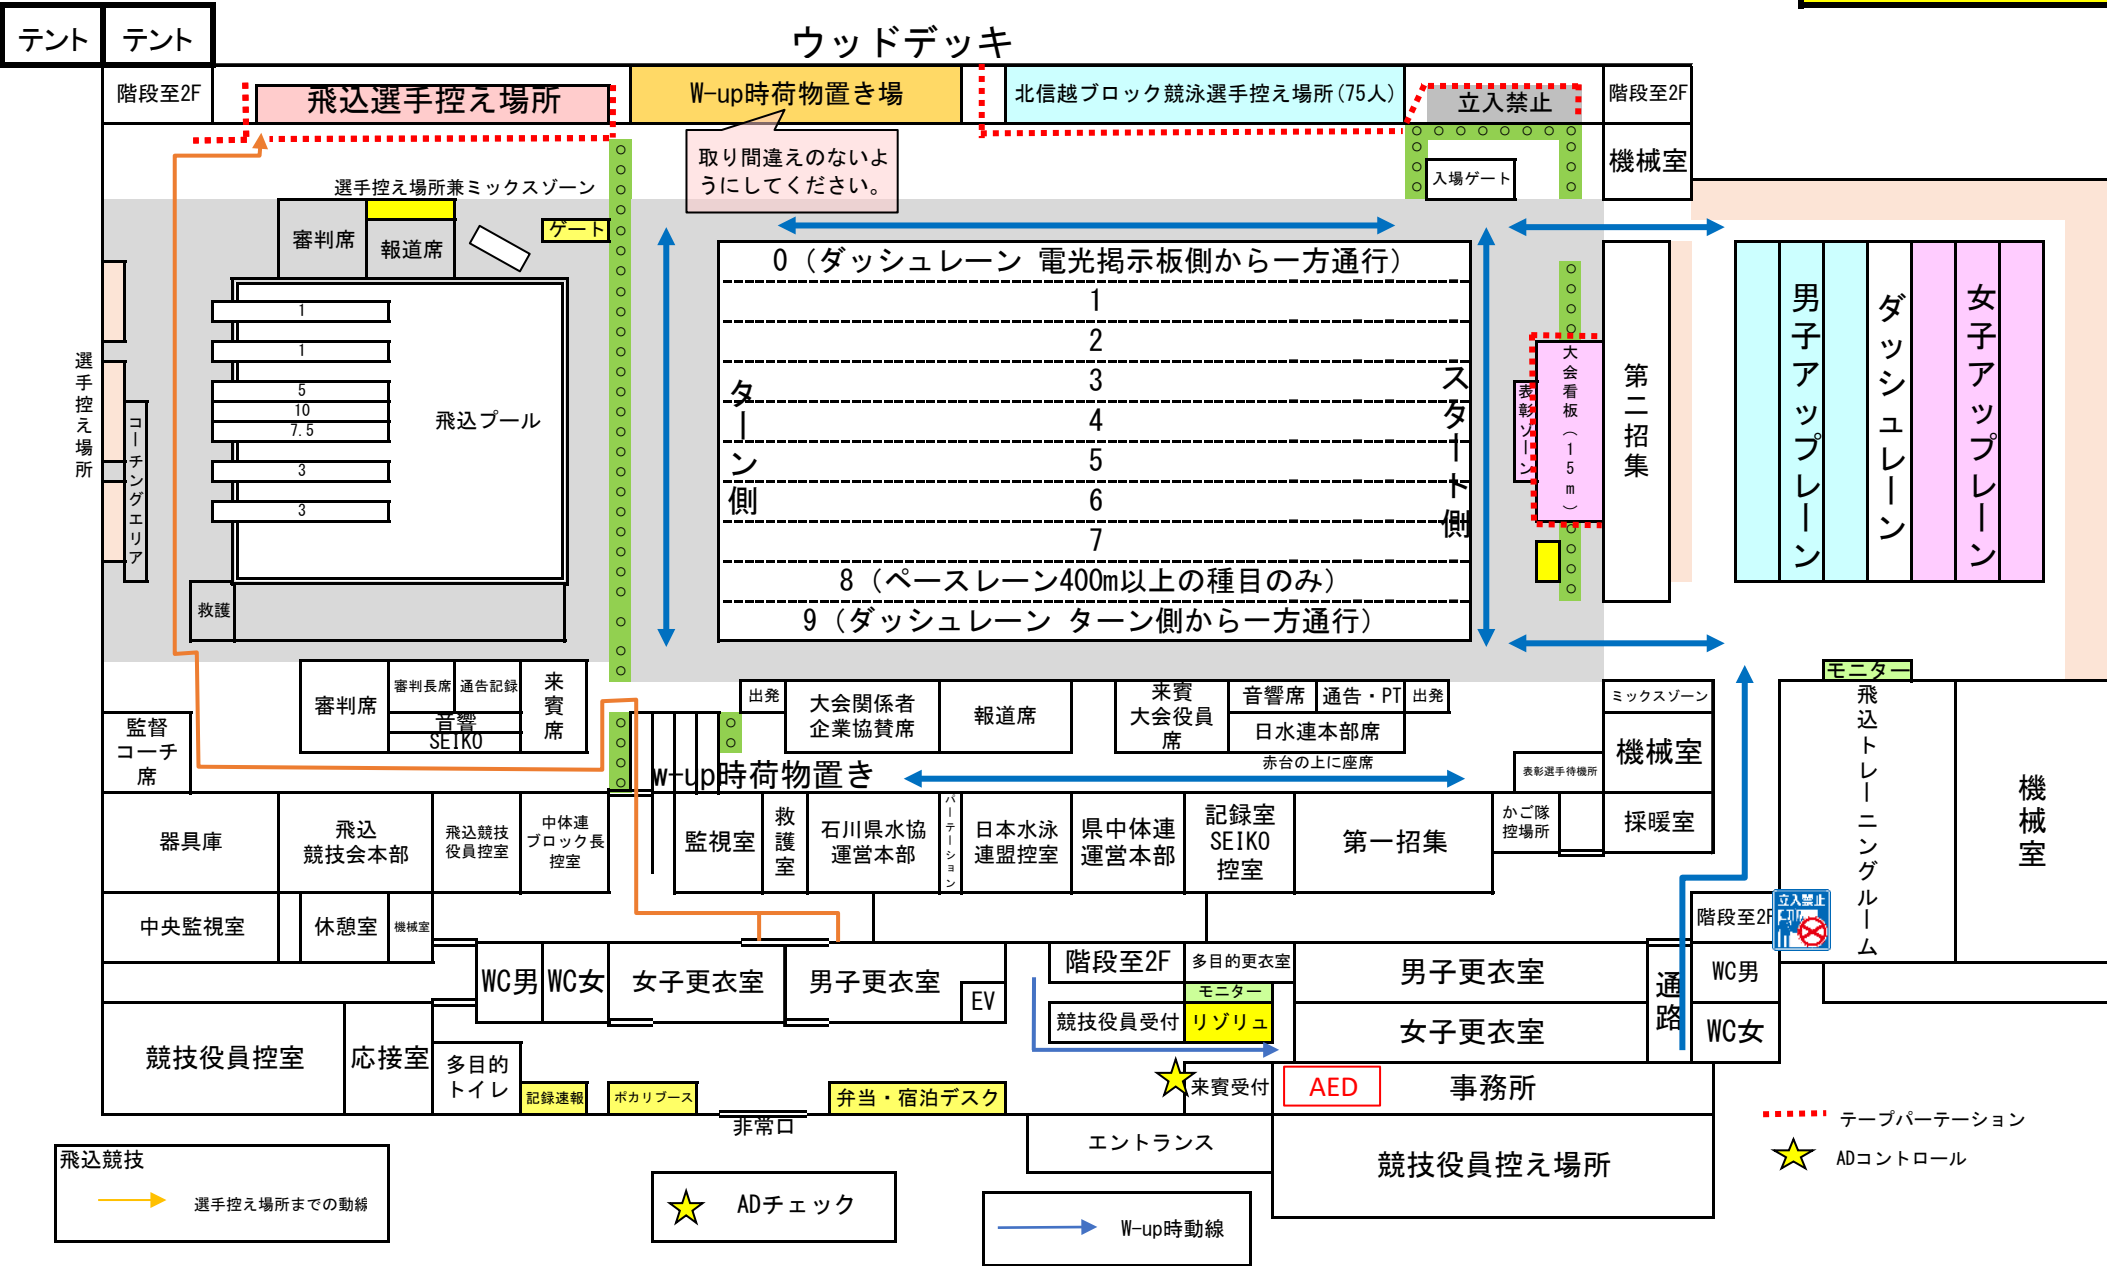 テント
テント
ウッドデッキ
階段至2F
飛込選手控え場所
W-up時荷物置き場
北信越ブロック競泳選手控え場所(75人)
立入禁止
階段至2F
取り間違えのないよ
うにしてください。
機械室
入場ゲート
選手控え場所兼ミックスゾーン
審判席
報道席
ゲート
0（ダッシュレーン 電光掲示板側から一方通行）
1
2
3
4
5
6
7
8（ペースレーン400m以上の種目のみ）
9（ダッシュレーン ターン側から一方通行）
ターン側
スタート側
1
1
5
10
7.5
3
3
飛込プール
選手控え場所
コーチングエリア
救護
表彰ゾーン
大会看板（15m）
第二招集
男子アップレーン
ダッシュレーン
女子アップレーン
審判席
審判長席
通告記録
音響
SEIKO
来賓席
監督
コーチ
席
出発
大会関係者
企業協賛席
報道席
来賓
大会役員
席
音響席
通告・PT
出発
日水連本部席
赤台の上に座席
ミックスゾーン
機械室
表彰選手待機所
モニター
飛込トレーニングルーム
機械室
w-up時荷物置き
器具庫
飛込
競技会本部
飛込競技
役員控室
中体連
ブロック長
控室
監視室
救護室
石川県水協
運営本部
パーテーション
日本水泳
連盟控室
県中体連
運営本部
記録室
SEIKO
控室
第一招集
かご隊
控場所
採暖室
中央監視室
休憩室
機械室
階段至2F
立入禁止
WC男
WC女
女子更衣室
男子更衣室
EV
階段至2F
多目的更衣室
モニター
競技役員受付
リゾリュ
男子更衣室
女子更衣室
通路
WC男
WC女
競技役員控室
応接室
多目的
トイレ
記録速報
ポカリブース
弁当・宿泊デスク
来賓受付
AED
事務所
非常口
エントランス
競技役員控え場所
テープパーテーション
ADコントロール
飛込競技
選手控え場所までの動線
ADチェック
W-up時動線